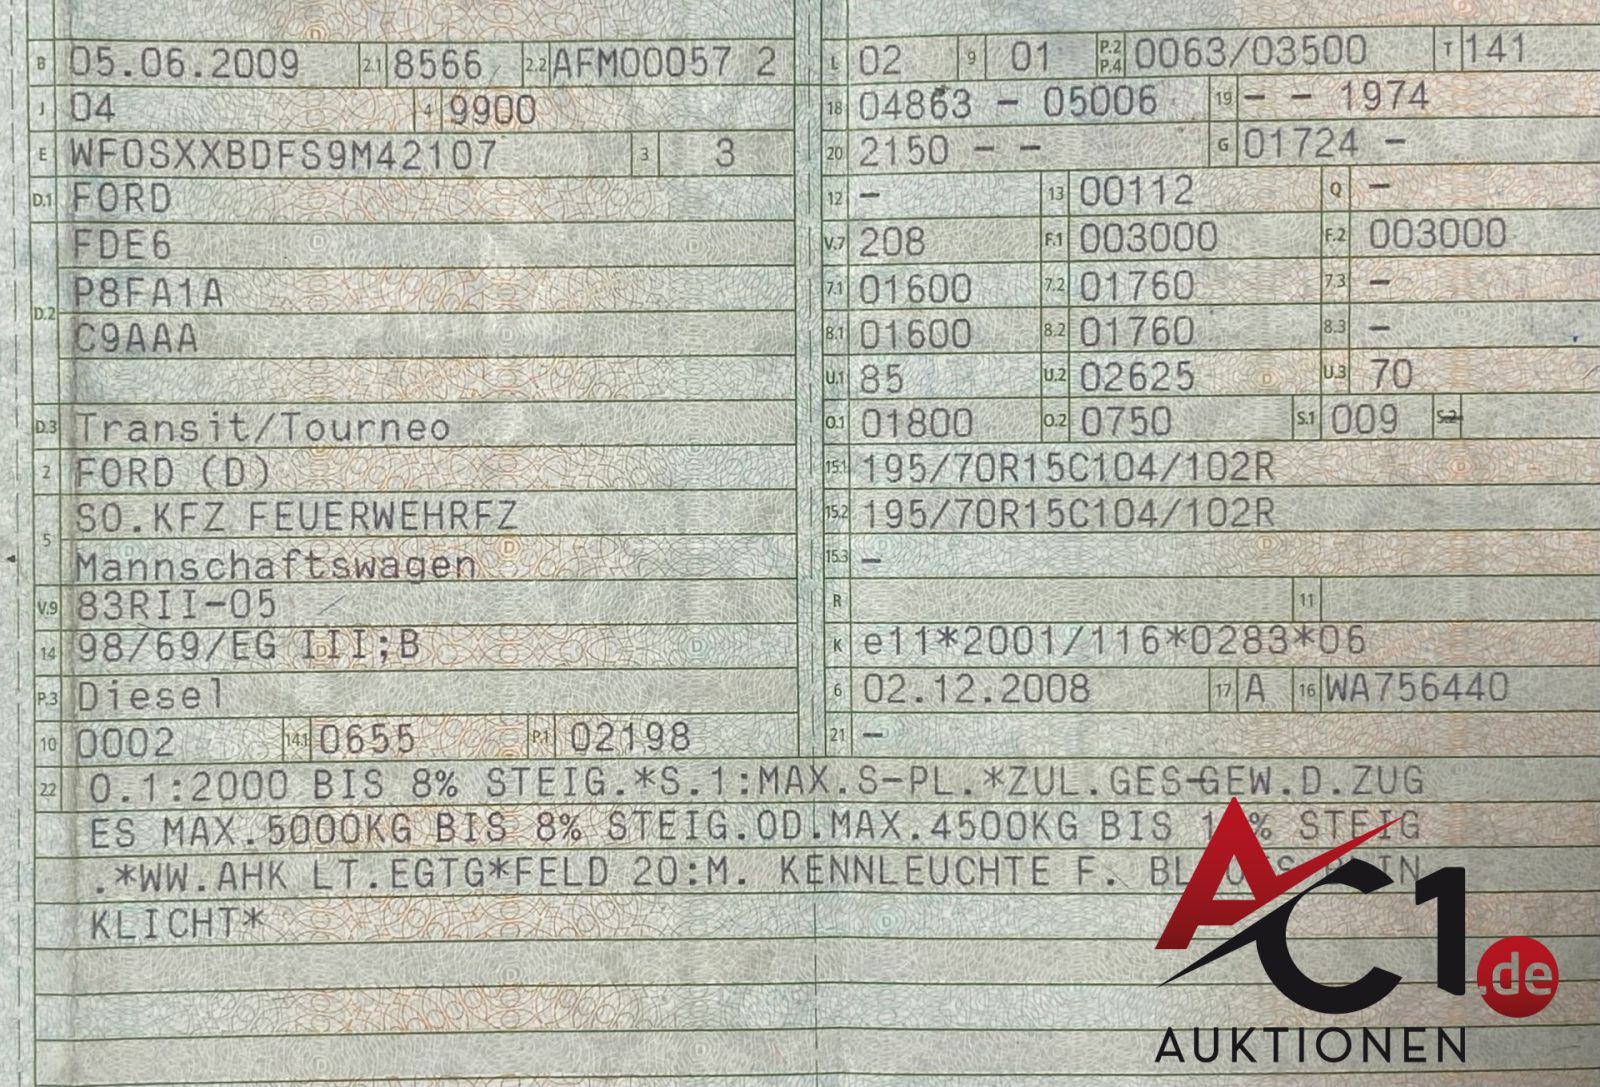 B 05.06.2009 2.1 8566 2.2 AFM00057 2
J 04 4 9900
E WF0SXXBDFS9M42107 3 3
D.1 FORD
D.2 FDE6
P8FA1A
C9AAA
D.3 Transit/Tourneo
2 FORD (D)
5 SO.KFZ FEUERWEHRFZ
Mannschaftswagen
V.9 83RII-05
14 98/69/EG III;B
P.3 Diesel
10 0002 14.1 0655 P.1 02198
L 02 9 01 P.2 P.4 0063/03500 T 141
18 04863 - 05006 19 - - 1974
20 2150 - - G 01724 -
12 - 13 00112 Q -
V.7 208 F.1 003000 F.2 003000
7.1 01600 7.2 01760 7.3 -
8.1 01600 8.2 01760 8.3 -
U.1 85 U.2 02625 U.3 70
O.1 01800 O.2 0750 S.1 009 S.2
15.1 195/70R15C104/102R
15.2 195/70R15C104/102R
15.3 -
R 11
K e11*2001/116*0283*06
6 02.12.2008 17 A 16 WA756440
21 -
22 O.1:2000 BIS 8% STEIG.*S.1:MAX.S-PL.*ZUL.GES-GEW.D.ZUG
ES MAX.5000KG BIS 8% STEIG.OD.MAX.4500KG BIS STEIG
.*WW.AHK LT.EGTG*FELD 20:M. KENNLEUCHTE F.
KLICHT*
AC1.de
AUKTIONEN